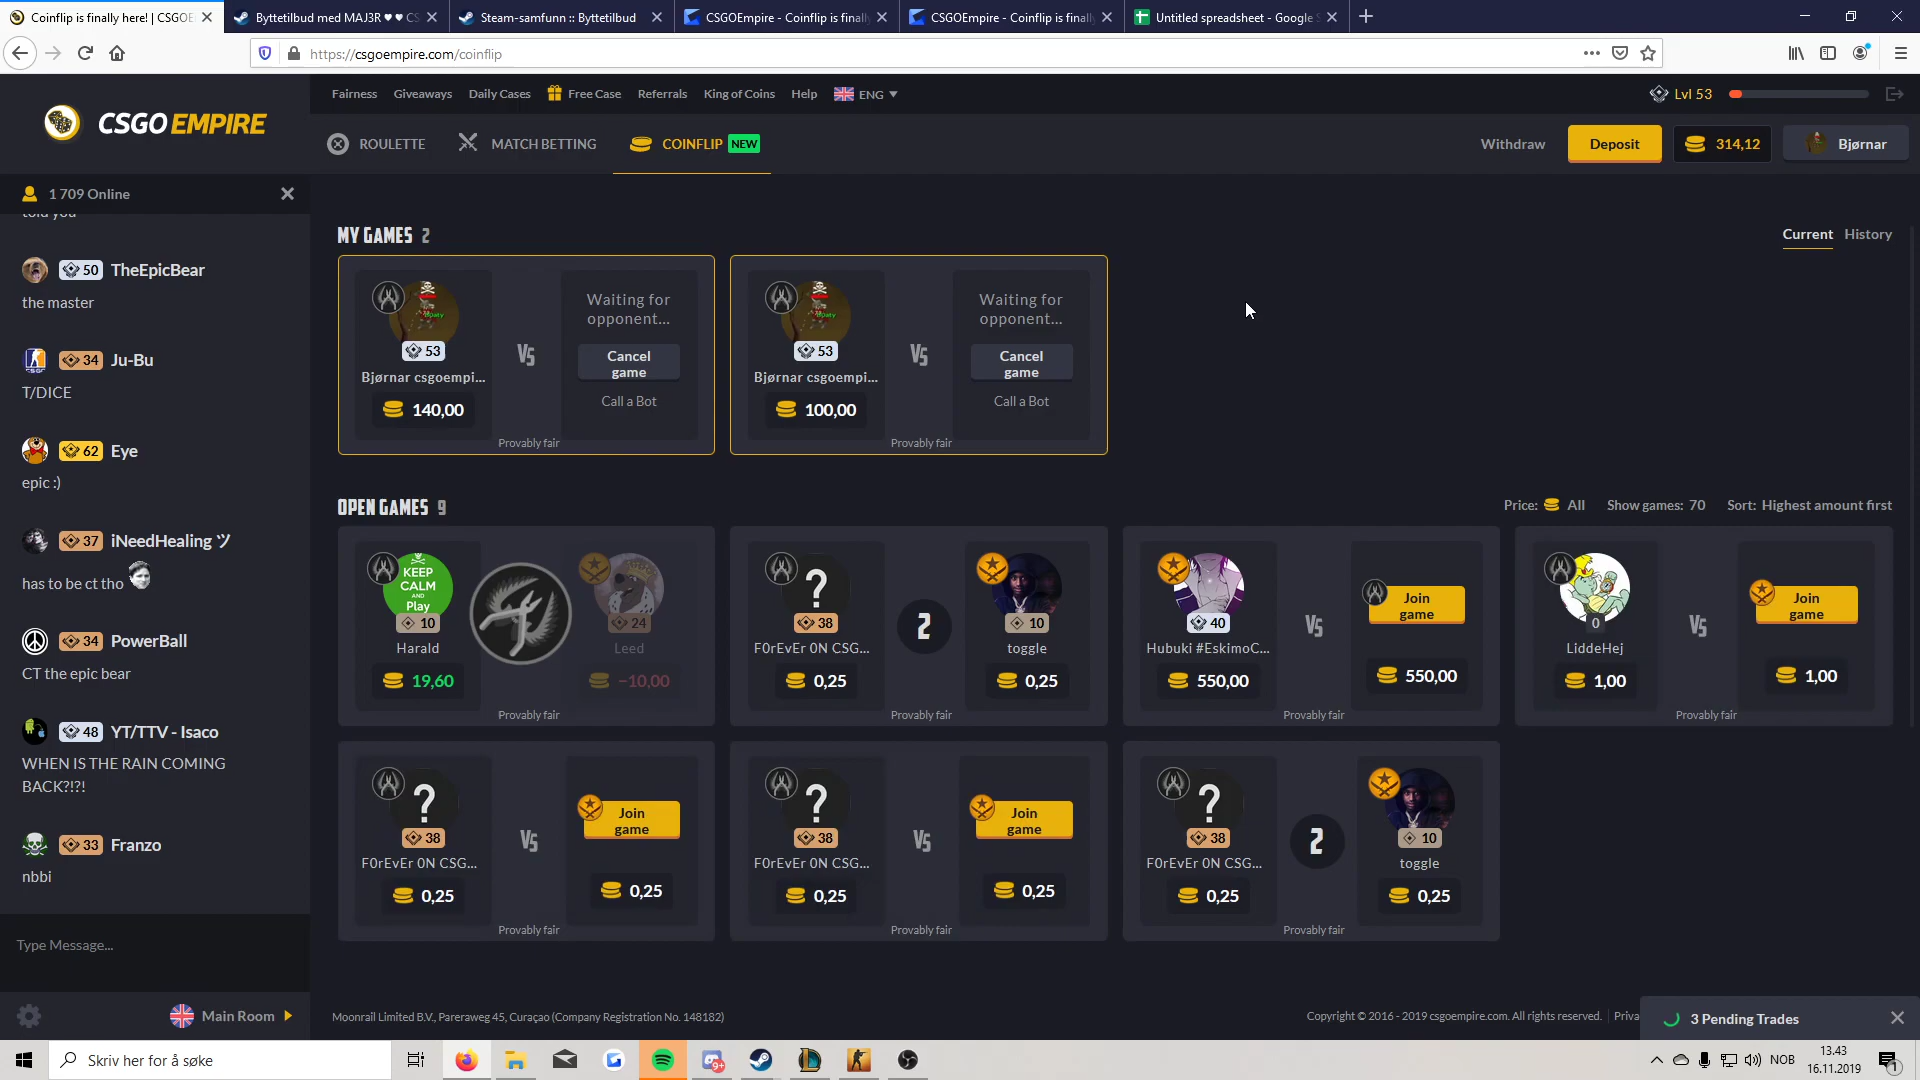 Coinflip is finally here! | CSGOE
Byttetilbud med MAJ3R ♥ ♥ CS
Steam-samfunn :: Byttetilbud
CSGOEmpire - Coinflip is finall
CSGOEmpire - Coinflip is finall
Untitled spreadsheet - Google S
https://csgoempire.com/coinflip
CSGOEMPIRE
Fairness Giveaways Daily Cases Free Case Referrals King of Coins Help ENG
Lvl 53
ROULETTE MATCH BETTING COINFLIP NEW
Withdraw Deposit 314,12 Bjørnar
1 709 Online
told you
50 TheEpicBear
the master
34 Ju-Bu
T/DICE
62 Eye
epic :)
37 iNeedHealing ツ
has to be ct tho
34 PowerBall
CT the epic bear
48 YT/TTV - Isaco
WHEN IS THE RAIN COMING
BACK?!?!
33 Franzo
nbbi
Type Message...
Main Room
MY GAMES 2
Current History
53
Bjørnar csgoempi...
140,00
VS
Waiting for
opponent...
Cancel
game
Call a Bot
Provably fair
53
Bjørnar csgoempi...
100,00
VS
Waiting for
opponent...
Cancel
game
Call a Bot
Provably fair
OPEN GAMES 9
Price: All Show games: 70 Sort: Highest amount first
KEEP
CALM
AND
Play
10
Harald
19,60
24
Leed
−10,00
Provably fair
?
38
F0rEvEr 0N CSG...
0,25
2
10
toggle
0,25
Provably fair
40
Hubuki #EskimoC...
550,00
VS
Join
game
550,00
Provably fair
0
LiddeHej
1,00
VS
Join
game
1,00
Provably fair
?
38
F0rEvEr 0N CSG...
0,25
VS
Join
game
0,25
Provably fair
?
38
F0rEvEr 0N CSG...
0,25
VS
Join
game
0,25
Provably fair
?
38
F0rEvEr 0N CSG...
0,25
2
10
toggle
0,25
Provably fair
Moonrail Limited B.V., Pareraweg 45, Curaçao (Company Registration No. 148182)
Copyright © 2016 - 2019 csgoempire.com. All rights reserved. Priva
3 Pending Trades
Skriv her for å søke
9+
NOB
13.43
16.11.2019
1